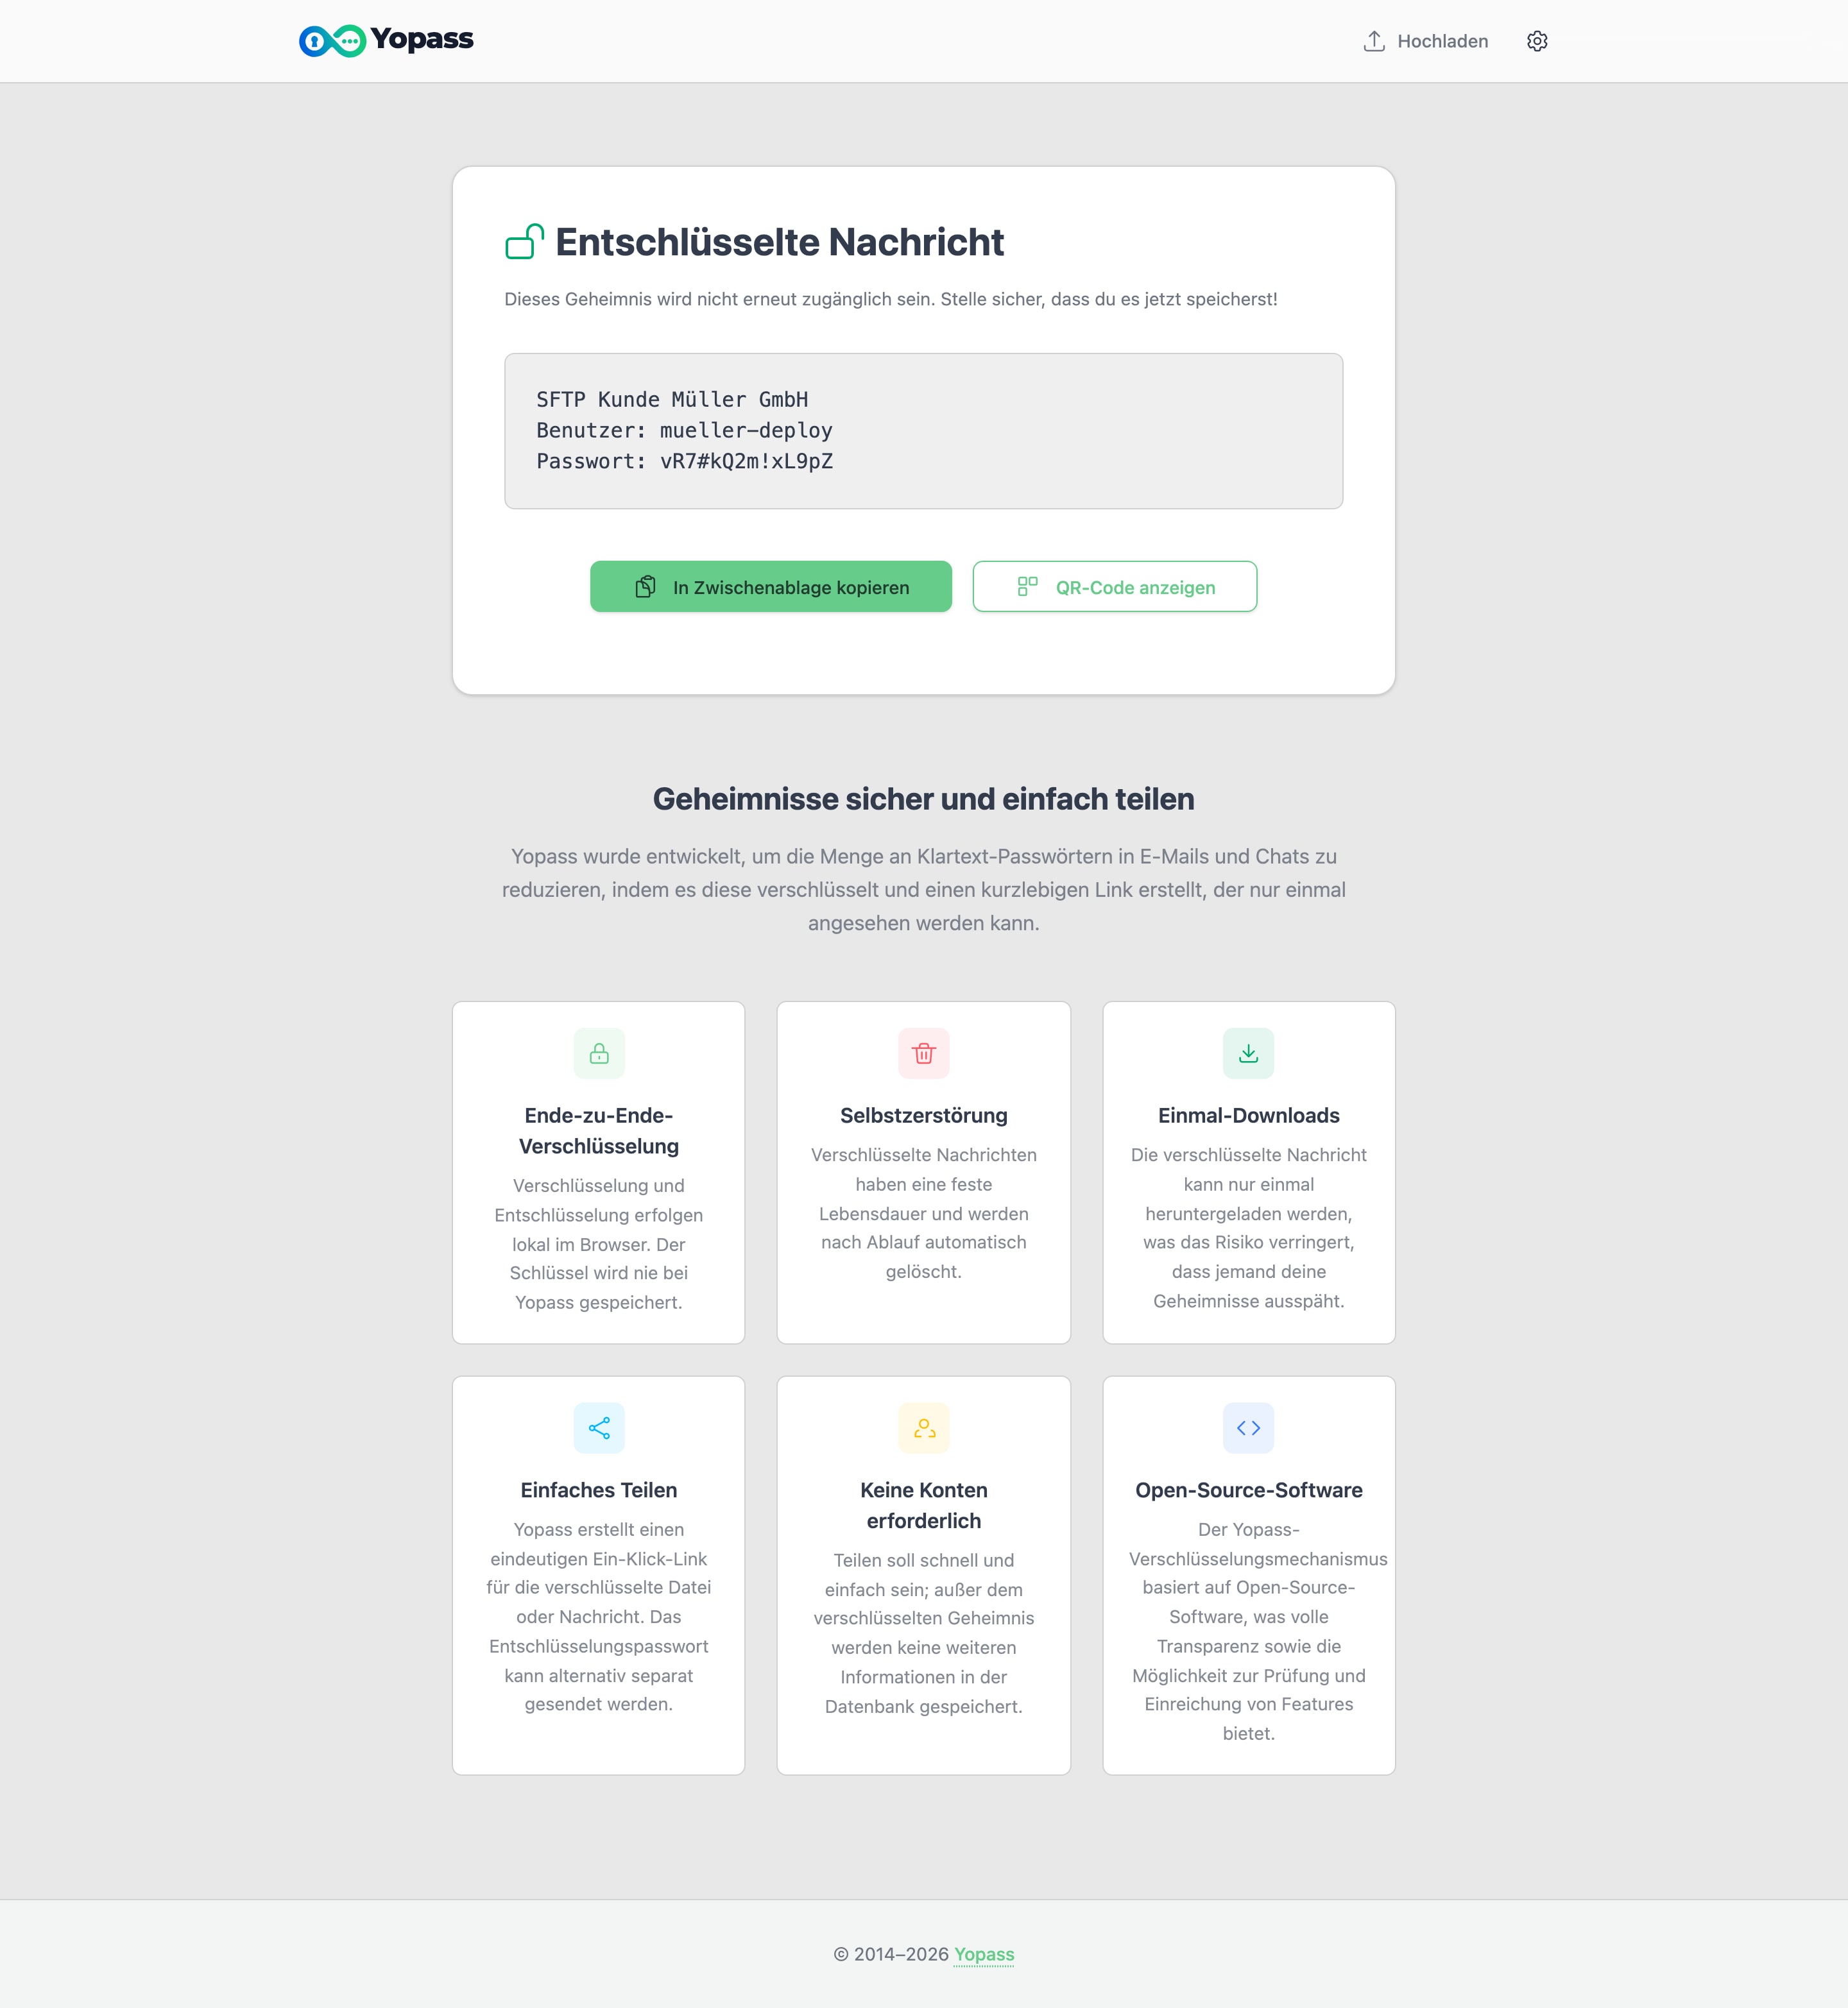 Yopass
Hochladen
Entschlüsselte Nachricht
Dieses Geheimnis wird nicht erneut zugänglich sein. Stelle sicher, dass du es jetzt speicherst!
SFTP Kunde Müller GmbH
Benutzer: mueller-deploy
Passwort: vR7#kQ2m!xL9pZ
In Zwischenablage kopieren
QR-Code anzeigen
Geheimnisse sicher und einfach teilen
Yopass wurde entwickelt, um die Menge an Klartext-Passwörtern in E-Mails und Chats zu
reduzieren, indem es diese verschlüsselt und einen kurzlebigen Link erstellt, der nur einmal
angesehen werden kann.
Ende-zu-Ende-
Verschlüsselung
Verschlüsselung und
Entschlüsselung erfolgen
lokal im Browser. Der
Schlüssel wird nie bei
Yopass gespeichert.
Selbstzerstörung
Verschlüsselte Nachrichten
haben eine feste
Lebensdauer und werden
nach Ablauf automatisch
gelöscht.
Einmal-Downloads
Die verschlüsselte Nachricht
kann nur einmal
heruntergeladen werden,
was das Risiko verringert,
dass jemand deine
Geheimnisse ausspäht.
Einfaches Teilen
Yopass erstellt einen
eindeutigen Ein-Klick-Link
für die verschlüsselte Datei
oder Nachricht. Das
Entschlüsselungspasswort
kann alternativ separat
gesendet werden.
Keine Konten
erforderlich
Teilen soll schnell und
einfach sein; außer dem
verschlüsselten Geheimnis
werden keine weiteren
Informationen in der
Datenbank gespeichert.
Open-Source-Software
Der Yopass-
Verschlüsselungsmechanismus
basiert auf Open-Source-
Software, was volle
Transparenz sowie die
Möglichkeit zur Prüfung und
Einreichung von Features
bietet.
© 2014–2026 Yopass